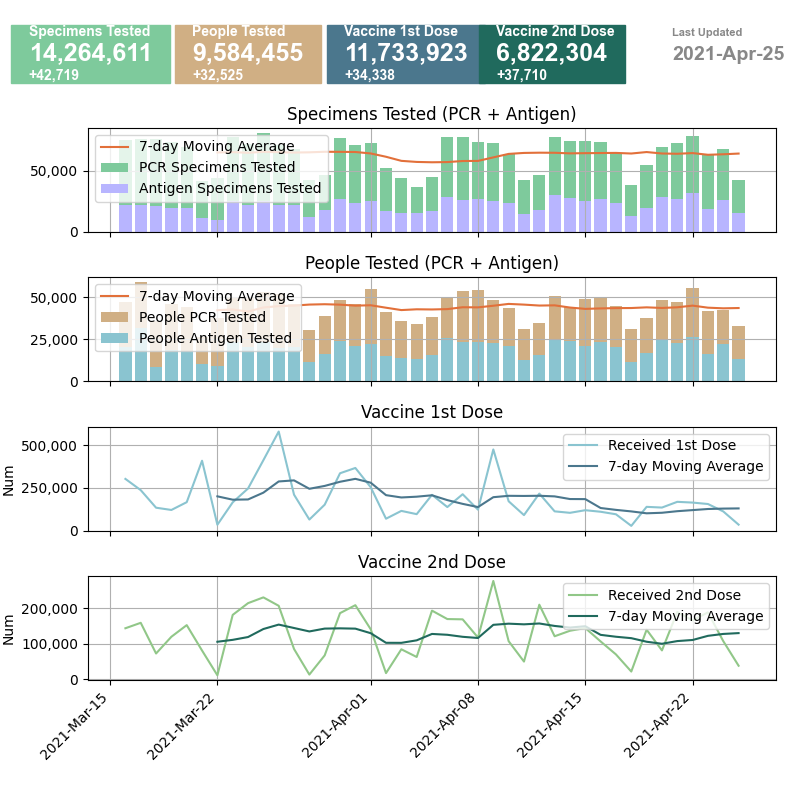 Specimens Tested
14,264,611
+42,719
People Tested
9,584,455
+32,525
Vaccine 1st Dose
11,733,923
+34,338
Vaccine 2nd Dose
6,822,304
+37,710
Last Updated
2021-Apr-25
Specimens Tested (PCR + Antigen)
7-day Moving Average
PCR Specimens Tested
Antigen Specimens Tested
50,000
0
People Tested (PCR + Antigen)
7-day Moving Average
People PCR Tested
People Antigen Tested
50,000
25,000
0
Vaccine 1st Dose
Received 1st Dose
7-day Moving Average
500,000
250,000
0
Num
Vaccine 2nd Dose
Received 2nd Dose
7-day Moving Average
200,000
100,000
0
Num
2021-Mar-15
2021-Mar-22
2021-Apr-01
2021-Apr-08
2021-Apr-15
2021-Apr-22